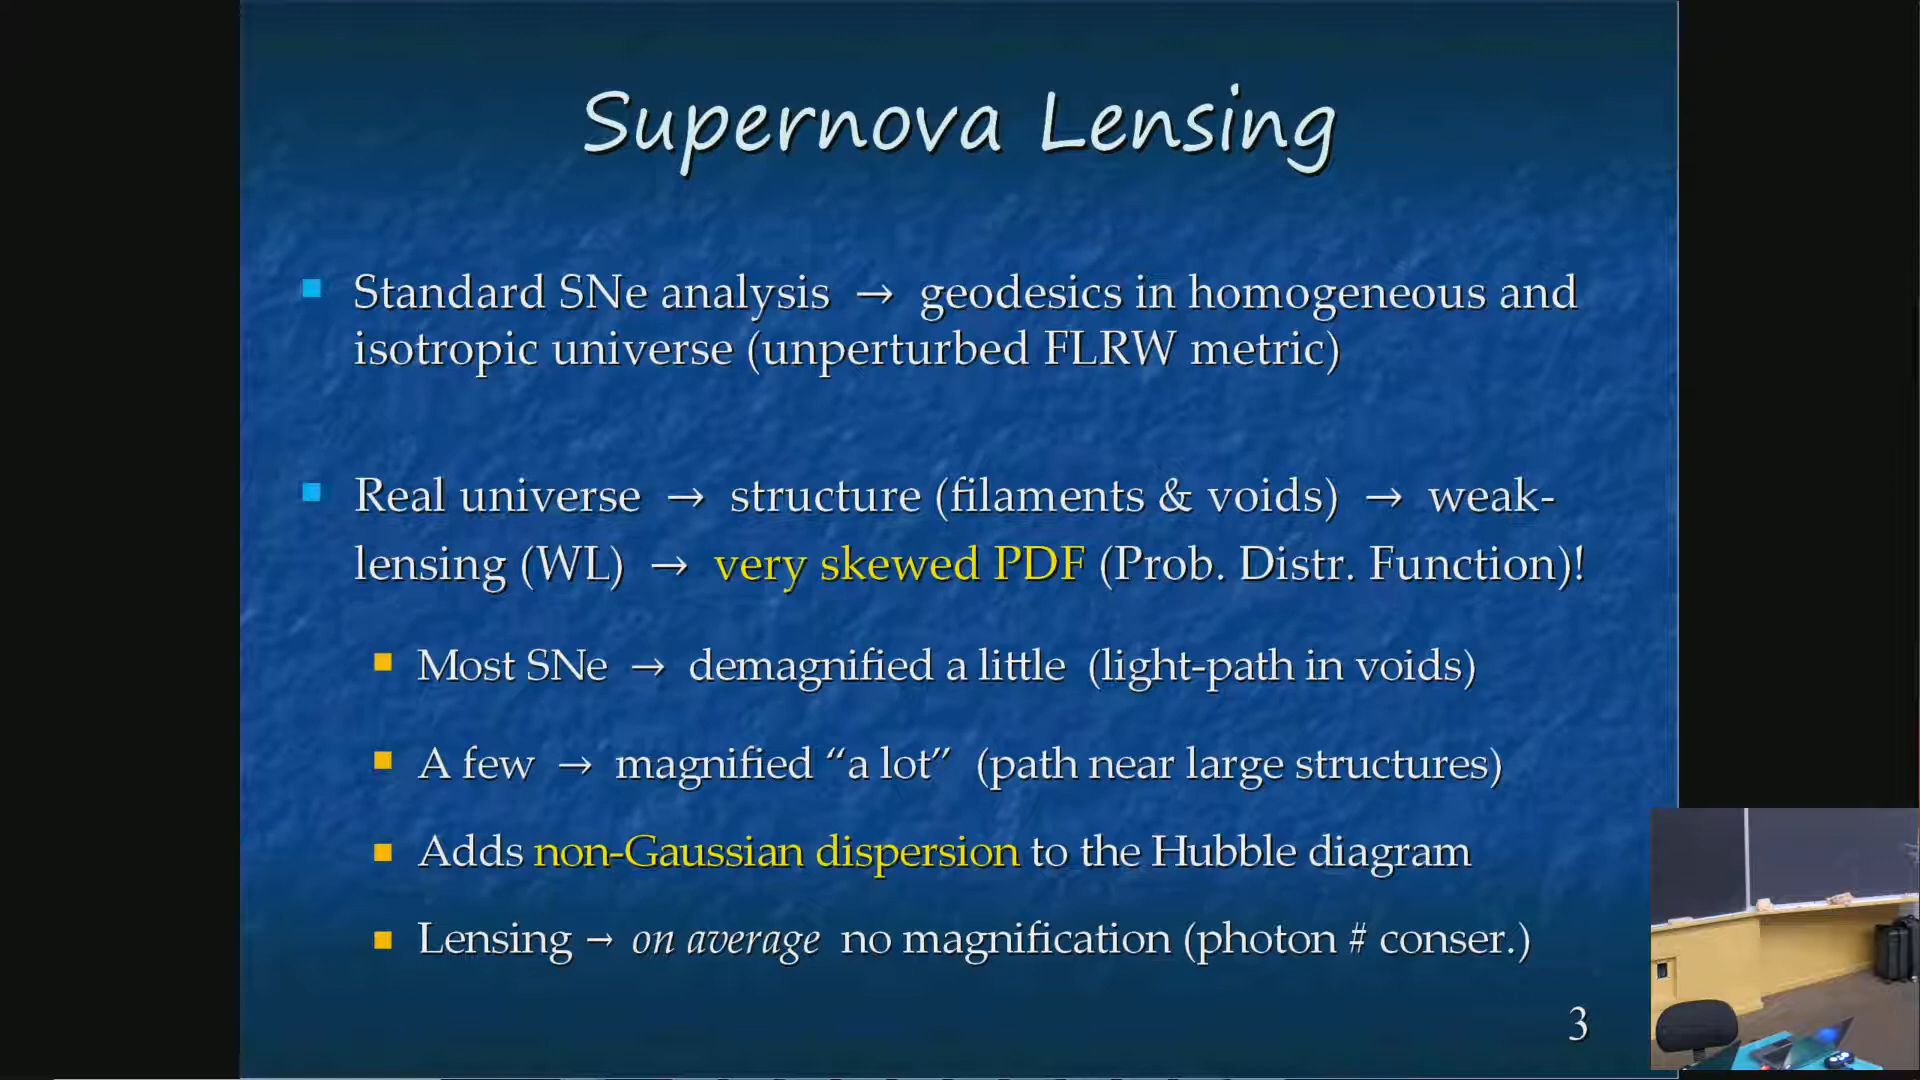 Supernova Lensing
Standard SNe analysis → geodesics in homogeneous and
isotropic universe (unperturbed FLRW metric)
Real universe → structure (filaments & voids) → weak-
lensing (WL) → very skewed PDF (Prob. Distr. Function)!
Most SNe → demagnified a little (light-path in voids)
A few → magnified “a lot” (path near large structures)
Adds non-Gaussian dispersion to the Hubble diagram
Lensing → on average no magnification (photon # conser.)
3